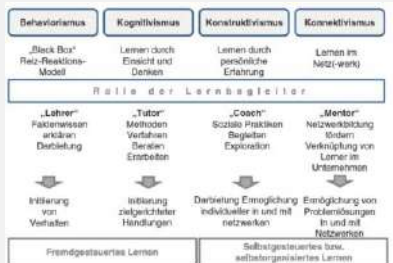 Behaviorismus
Kognitivismus
Konstruktivismus
Konnektivismus
„Black Box"
Reiz-Reaktions-
Modell
Lernen durch
Einsicht und
Denken
Lernen durch
persönliche
Erfahrung
Lernen im
Netz(-werk)
Rolle der Lernbegleiter
„Lehrer"
Faktenwissen
erklären
Darbietung
„Tutor"
Methoden
Verfahren
Beraten
Erarbeiten
„Coach"
Soziale Praktiken
Begleiten
Exploration
„Mentor"
Netzwerkbildung
fördern
Verknüpfung von
Lerner im
Unternehmen
Initiierung
von
Verhalten
Initiierung
zielgerichteter
Handlungen
Darbietung Ermöglichung
individueller in und mit
netzwerken
Ermöglichung von
Problemlösungen
in und mit
Netzwerken
Fremdgesteuertes Lernen
Selbstgesteuertes bzw.
selbstorganisiertes Lernen